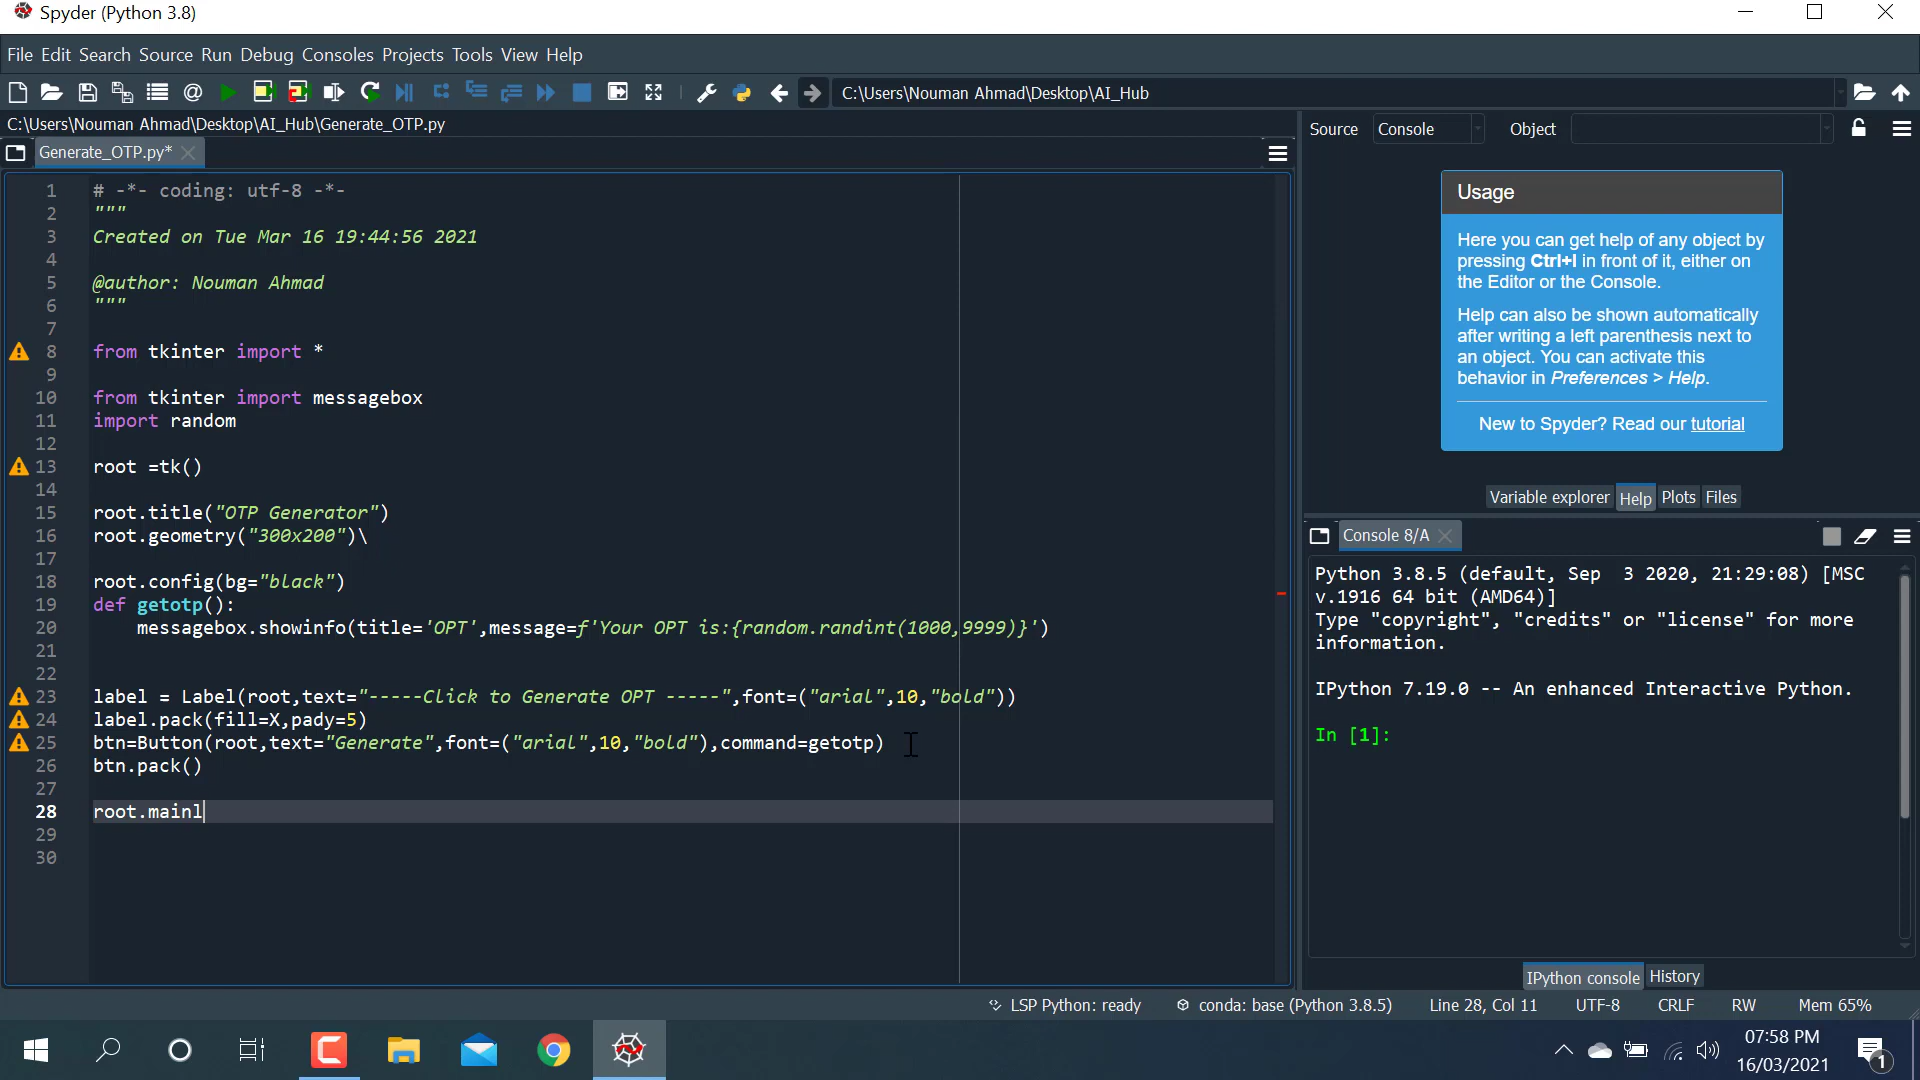 Spyder (Python 3.8)
File Edit Search Source Run Debug Consoles Projects Tools View Help
C:\Users\Nouman Ahmad\Desktop\AI_Hub
C:\Users\Nouman Ahmad\Desktop\AI_Hub\Generate_OTP.py
Generate_OTP.py*
1 # -*- coding: utf-8 -*-
2 """
3 Created on Tue Mar 16 19:44:56 2021
4
5 @author: Nouman Ahmad
6 """
7
8 from tkinter import *
9
10 from tkinter import messagebox
11 import random
12
13 root =tk()
14
15 root.title("OTP Generator")
16 root.geometry("300x200")\
17
18 root.config(bg="black")
19 def getotp():
20     messagebox.showinfo(title='OPT',message=f'Your OPT is:{random.randint(1000,9999)}')
21
22
23 label = Label(root,text="-----Click to Generate OPT -----",font=("arial",10,"bold"))
24 label.pack(fill=X,pady=5)
25 btn=Button(root,text="Generate",font=("arial",10,"bold"),command=getotp)
26 btn.pack()
27
28 root.mainl
29
30
Source Console Object
Usage
Here you can get help of any object by
pressing Ctrl+I in front of it, either on
the Editor or the Console.
Help can also be shown automatically
after writing a left parenthesis next to
an object. You can activate this
behavior in Preferences > Help.
New to Spyder? Read our tutorial
Variable explorer Help Plots Files
Console 8/A
Python 3.8.5 (default, Sep  3 2020, 21:29:08) [MSC
v.1916 64 bit (AMD64)]
Type "copyright", "credits" or "license" for more
information.
IPython 7.19.0 -- An enhanced Interactive Python.
In [1]:
IPython console History
LSP Python: ready conda: base (Python 3.8.5) Line 28, Col 11 UTF-8 CRLF RW Mem 65%
07:58 PM
16/03/2021
1